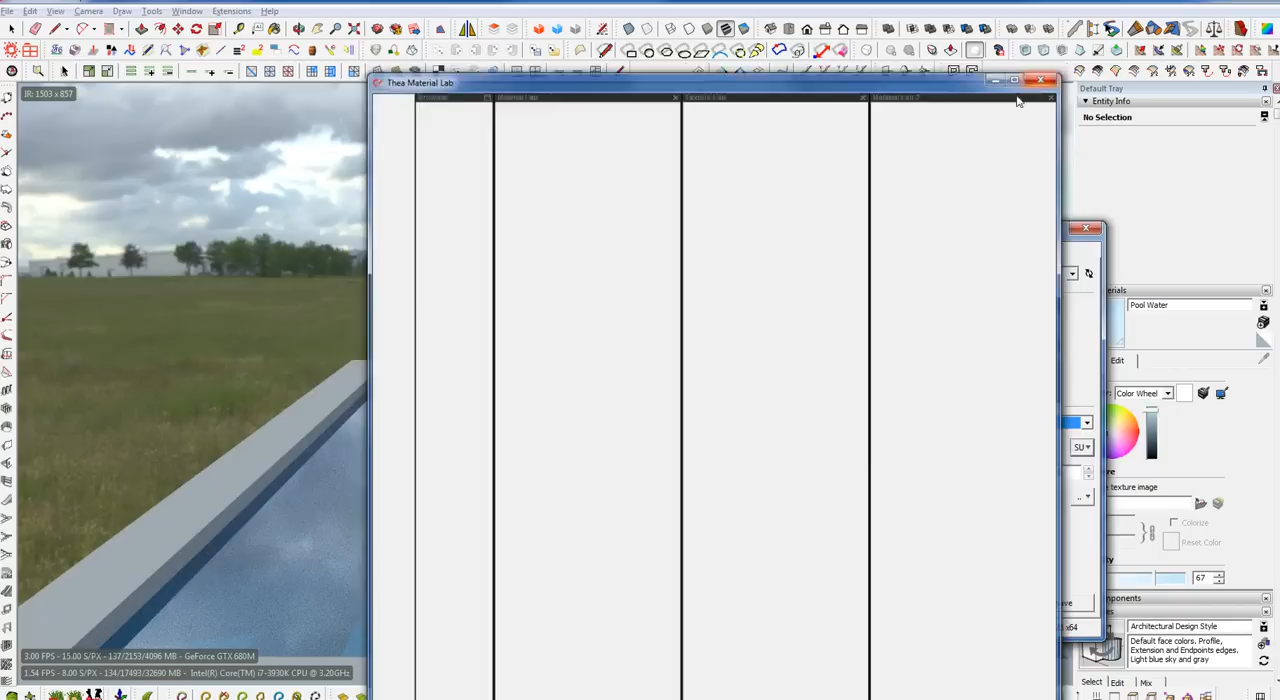 File Edit View Camera Draw Tools Window Extensions Help
IR: 1503 x 857
Thea Material Lab
Default Tray
Entity Info
No Selection
Pool Water
Edit
Color Wheel
SU
texture image
Colorize
Reset Color
67
x64
Architectural Design Style
Default face colors. Profile,
Extension and Endpoints edges.
Light blue sky and gray
Select Edit Mix
3.00 FPS - 15.00 S/PX - 137/2153/4096 MB - GeForce GTX 680M
1.54 FPS - 8.00 S/PX - 134/17493/32690 MB - Intel(R) Core(TM) i7-3930K CPU @ 3.20GHz